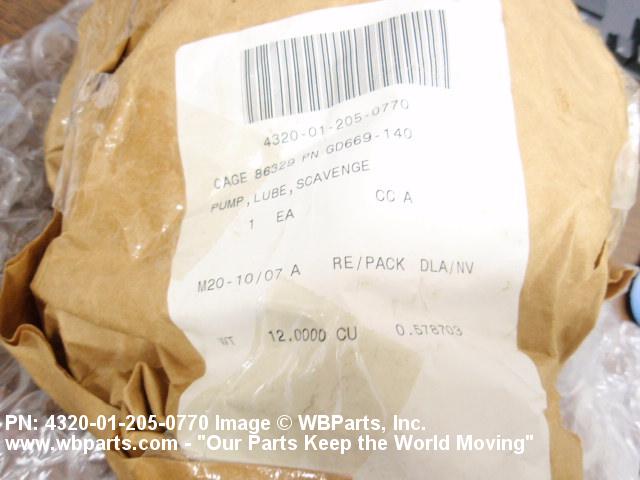 4320-01-205-0770
CAGE 86329 PN GD669-140
PUMP,LUBE,SCAVENGE
1 EA CC A
M20-10/07 A RE/PACK DLA/NV
WT 12.0000 CU 0.578703
PN: 4320-01-205-0770 Image © WBParts, Inc.
www.wbparts.com - "Our Parts Keep the World Moving"